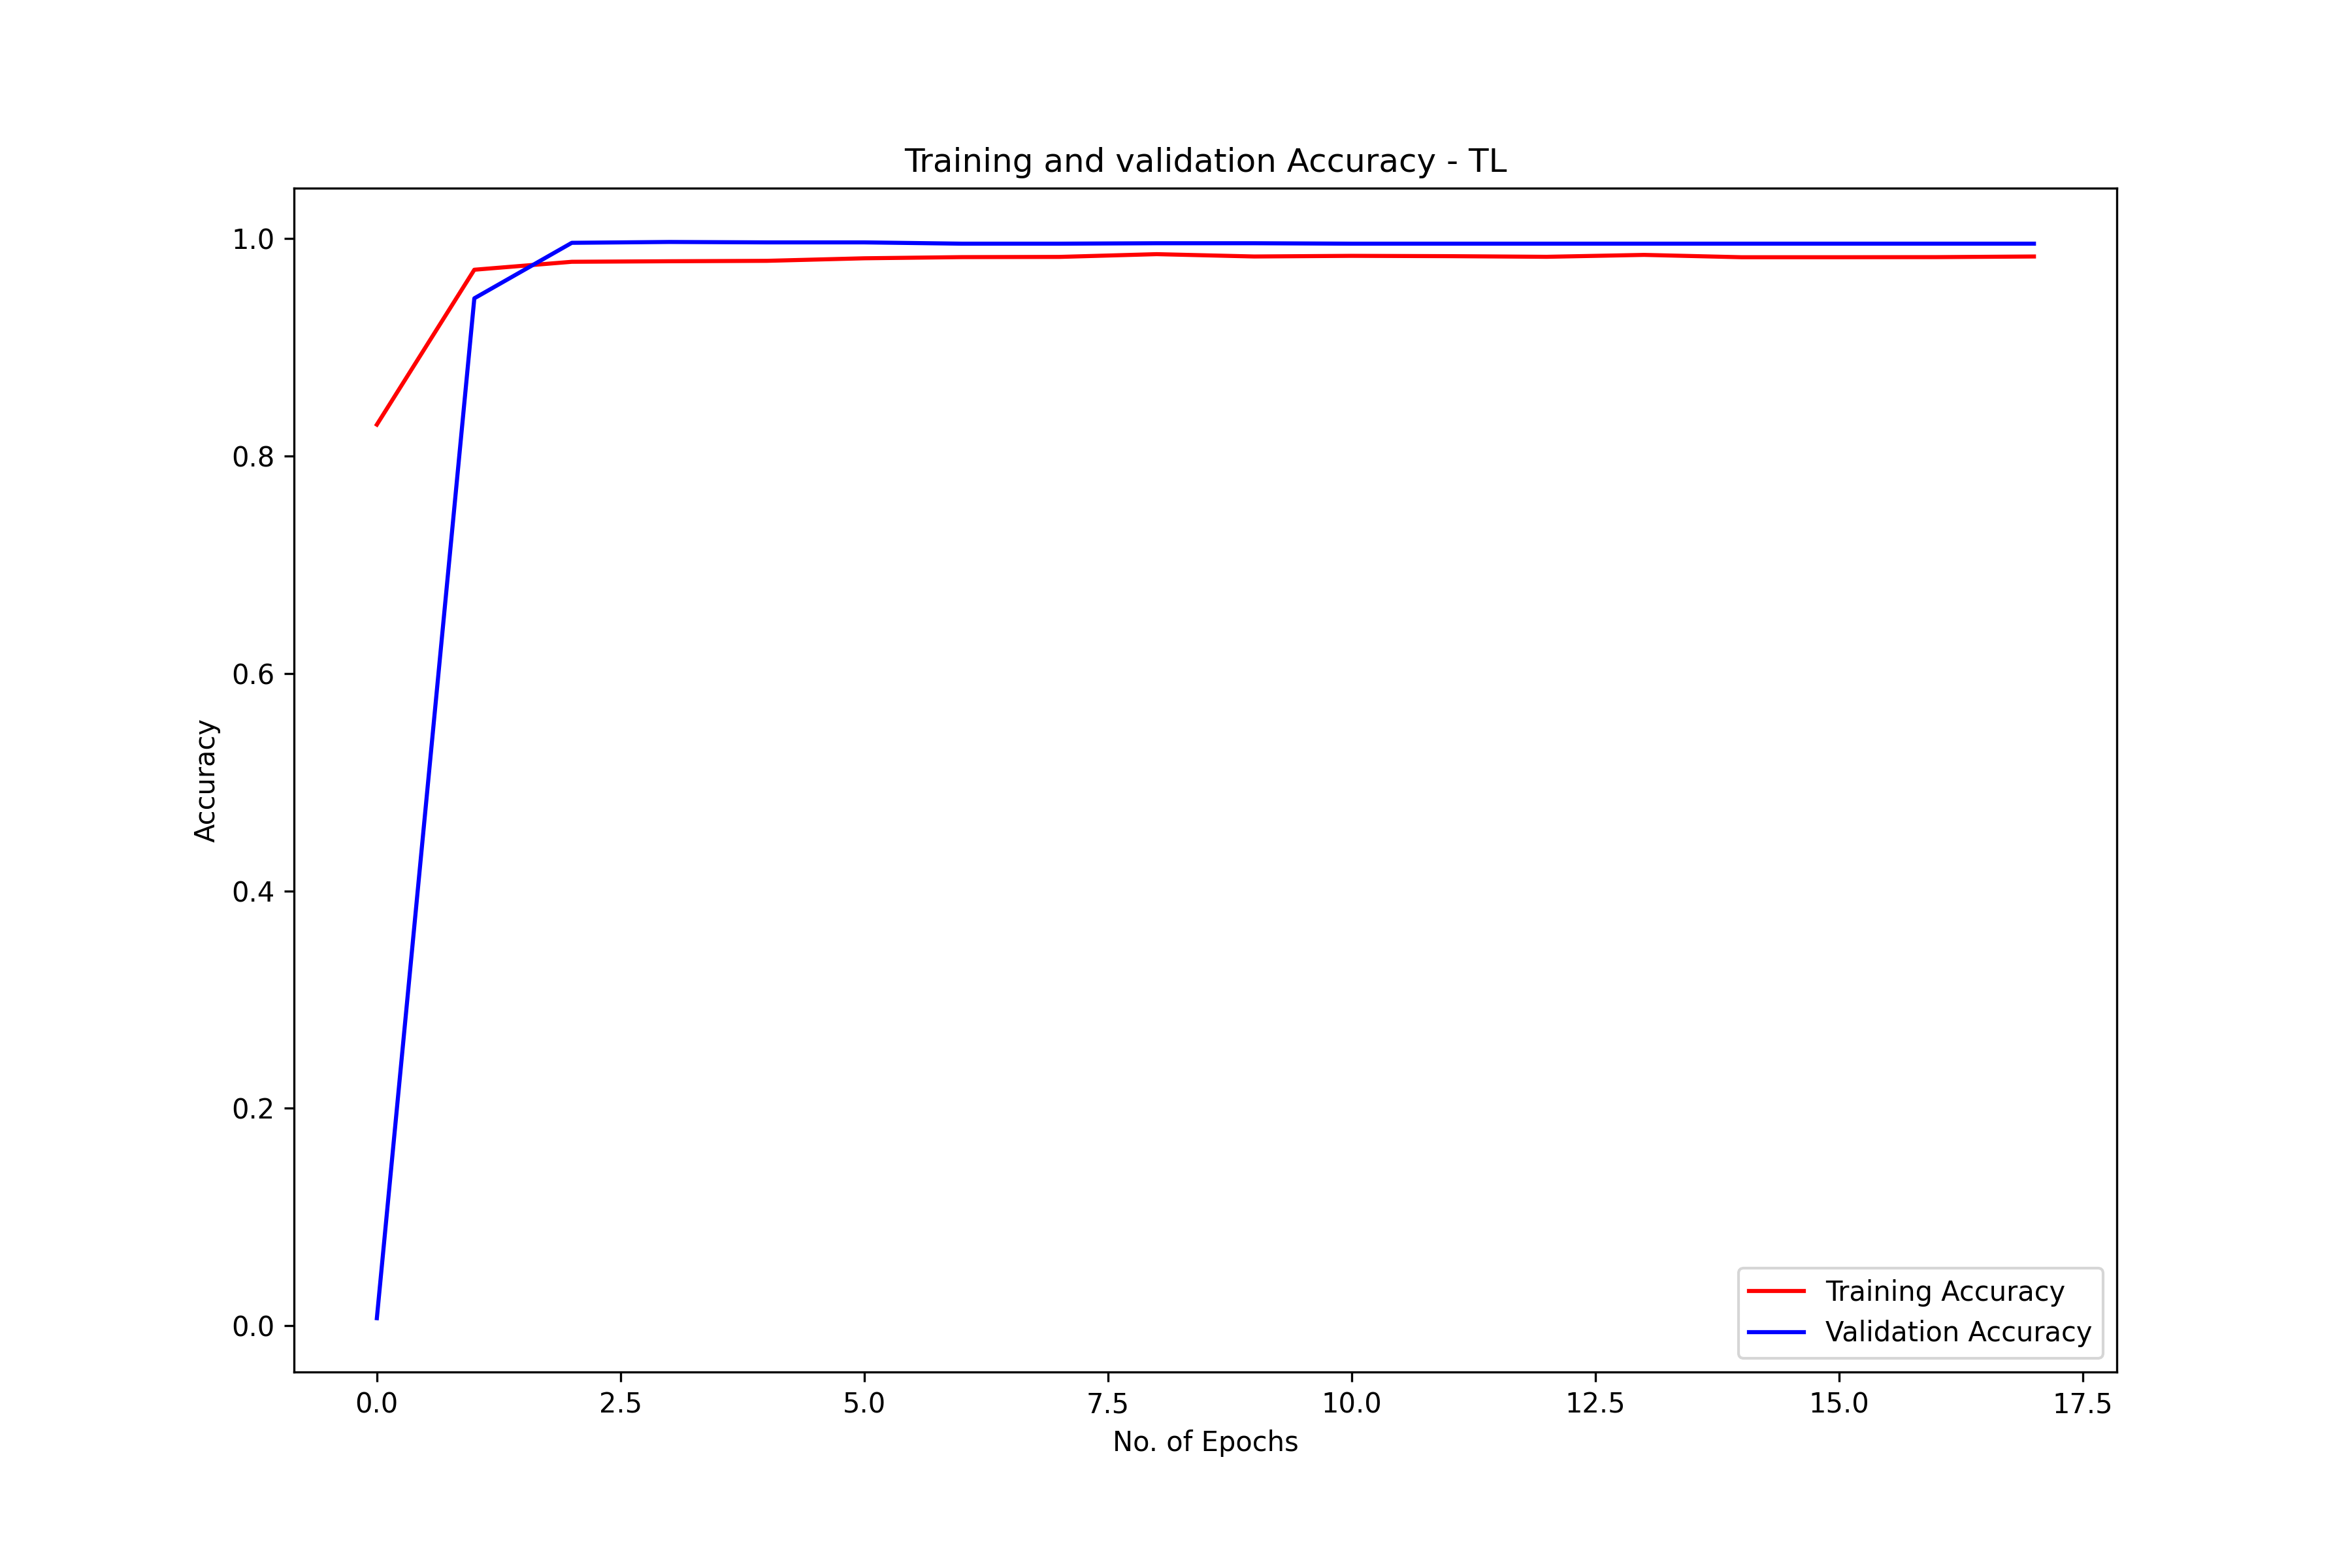 Training and validation Accuracy - TL
1.0
0.8
0.6
0.4
0.2
0.0
Accuracy
0.0 2.5 5.0 7.5 10.0 12.5 15.0 17.5
No. of Epochs
Training Accuracy
Validation Accuracy